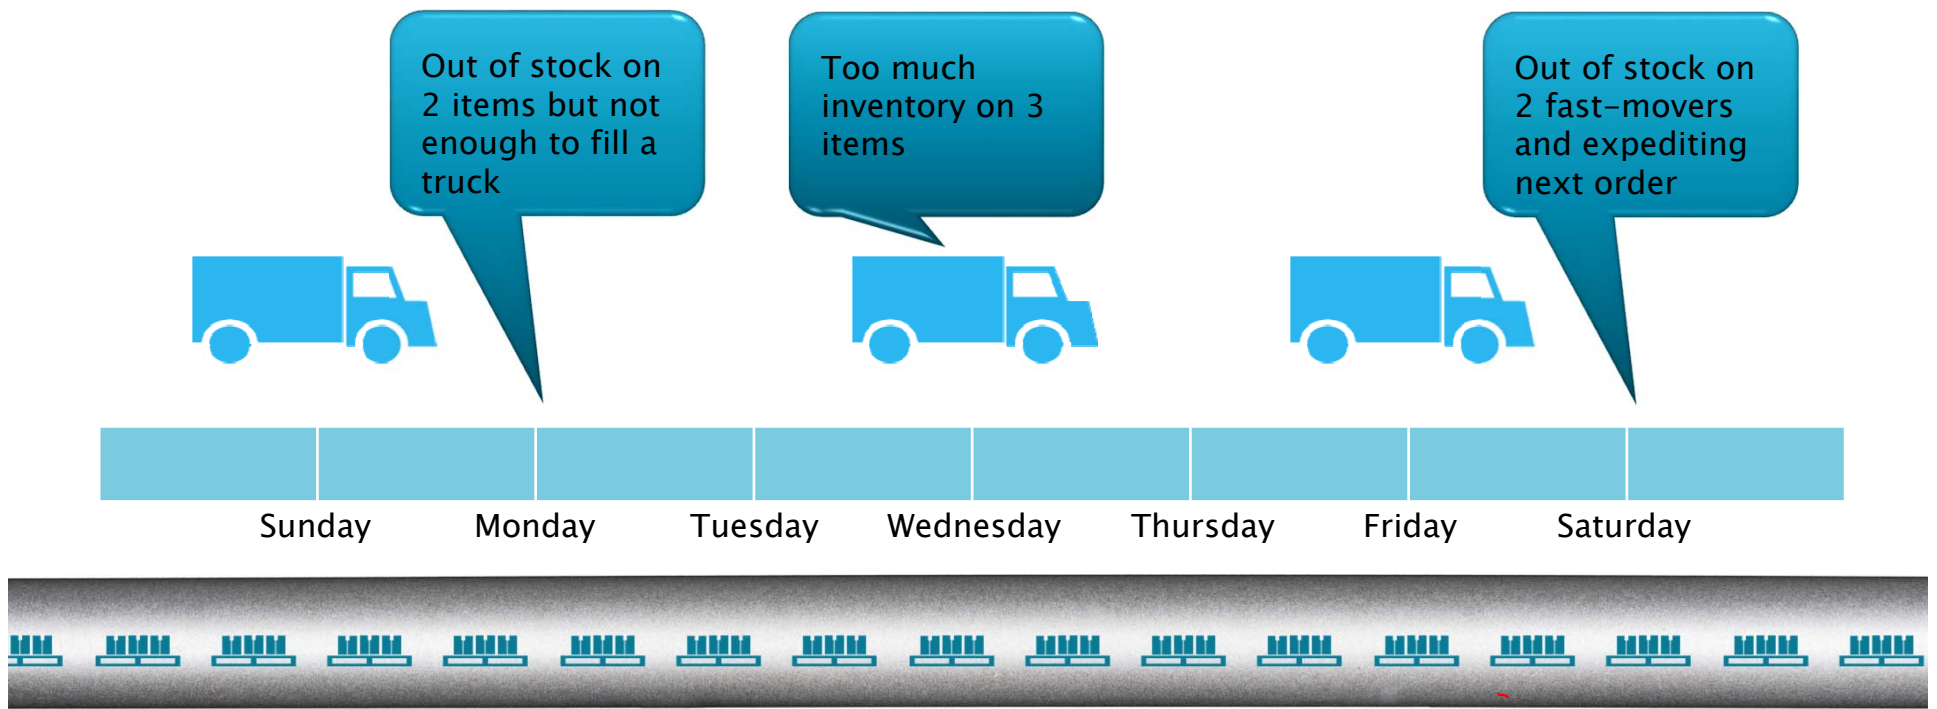 Out of stock on
2 items but not
enough to fill a
truck
Too much
inventory on 3
items
Out of stock on
2 fast-movers
and expediting
next order
Sunday
Monday
Tuesday
Wednesday
Thursday
Friday
Saturday